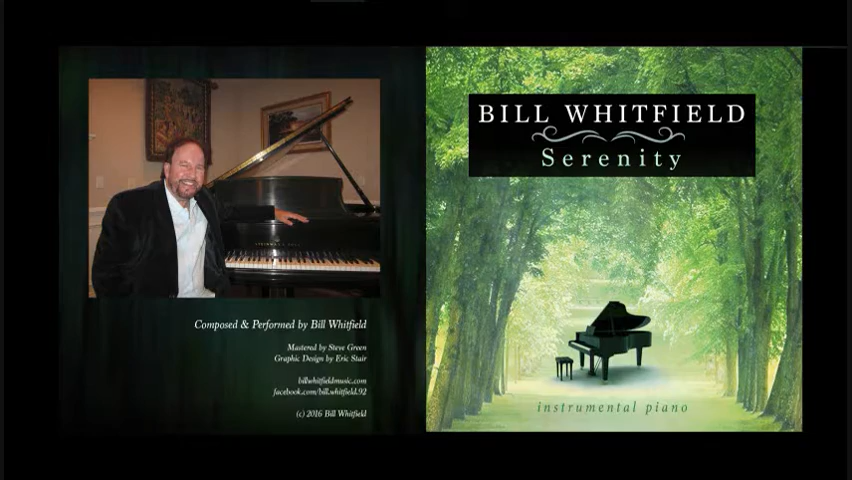 Composed & Performed by Bill Whitfield
Mastered by Steve Green
Graphic Design by Eric Stair
billwhitfieldmusic.com
facebook.com/bill.whitfield.92
(c) 2016 Bill Whitfield
BILL WHITFIELD
Serenity
instrumental piano